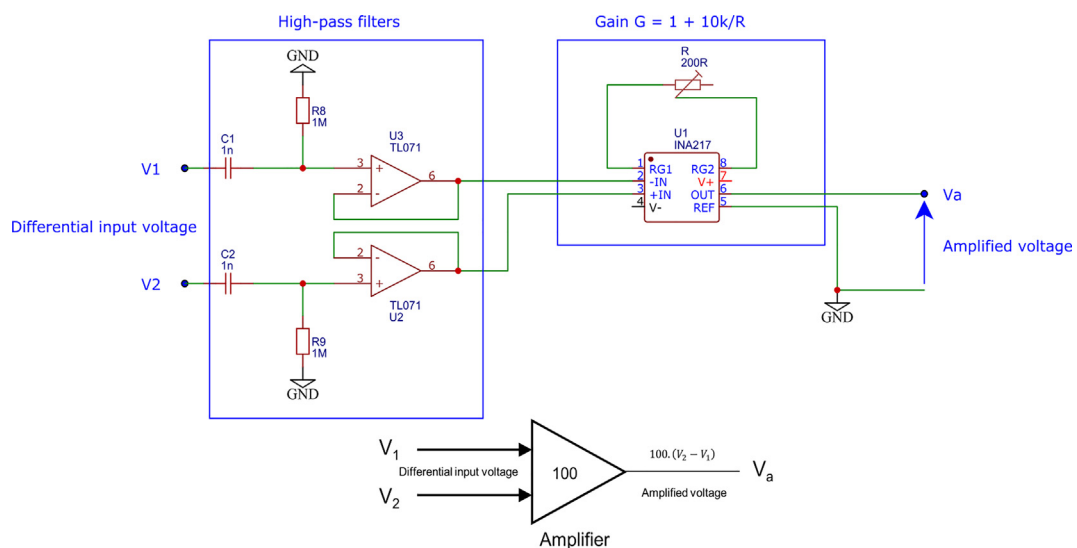 High-pass filters
Gain G = 1 + 10k/R
GND
R
200R
R8
1M
U3
TL071
U1
INA217
C1
1n
V1
3
+
2
-
6
1
RG1
RG2
8
2
-IN
V+
7
3
+IN
OUT
6
4
V-
REF
5
Va
Differential input voltage
Amplified voltage
C2
1n
V2
2
-
6
3
+
TL071
U2
GND
R9
1M
GND
V1
Differential input voltage
V2
100
100.(V2 − V1)
Amplified voltage
Va
Amplifier